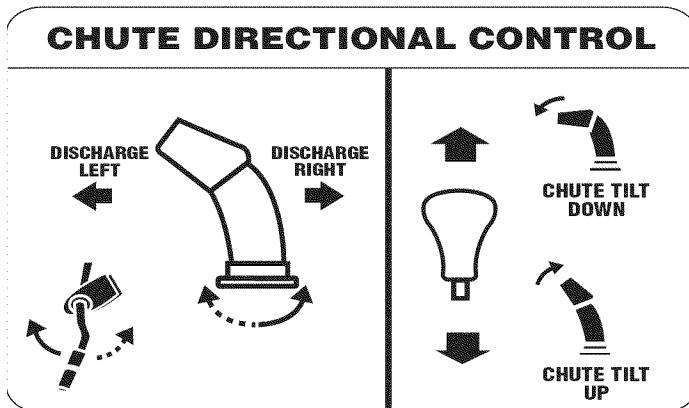 CHUTE DIRECTIONAL CONTROL
DISCHARGE
LEFT
DISCHARGE
RIGHT
CHUTE TILT
DOWN
CHUTE TILT
UP